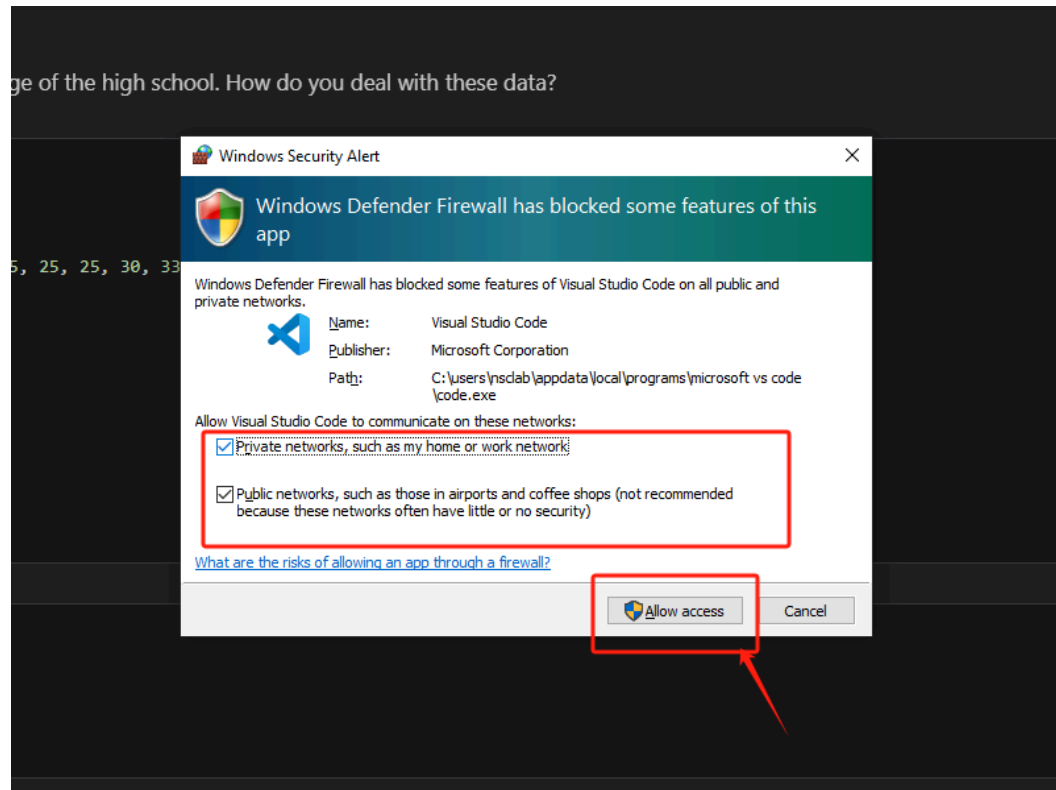 ge of the high school. How do you deal with these data?
Windows Security Alert
Windows Defender Firewall has blocked some features of this
app
5, 25, 25, 30, 33
Windows Defender Firewall has blocked some features of Visual Studio Code on all public and
private networks.
Name: Visual Studio Code
Publisher: Microsoft Corporation
Path: C:\users\nsclab\appdata\local\programs\microsoft vs code
\code.exe
Allow Visual Studio Code to communicate on these networks:
Private networks, such as my home or work network
Public networks, such as those in airports and coffee shops (not recommended
because these networks often have little or no security)
What are the risks of allowing an app through a firewall?
Allow access Cancel